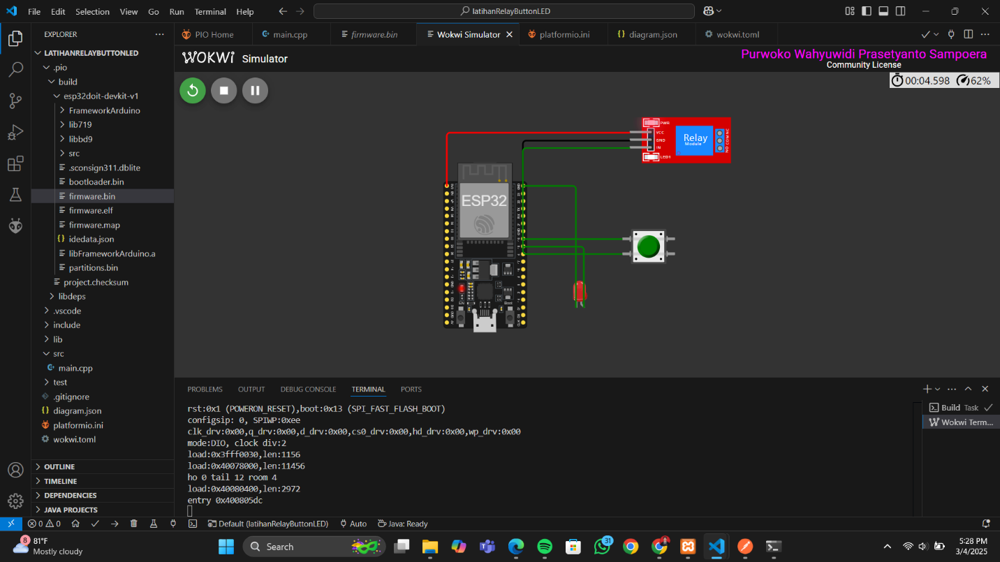 File Edit Selection View Go Run Terminal Help
latihanRelayButtonLED
EXPLORER
PIO Home
main.cpp
firmware.bin
Wokwi Simulator
platformio.ini
diagram.json
wokwi.toml
LATIHANRELAYBUTTONLED
.pio
build
esp32doit-devkit-v1
FrameworkArduino
lib719
libbd9
src
.sconsign311.dblite
bootloader.bin
firmware.bin
firmware.elf
firmware.map
idedata.json
libFrameworkArduino.a
partitions.bin
project.checksum
libdeps
.vscode
include
lib
src
main.cpp
test
.gitignore
diagram.json
platformio.ini
wokwi.toml
OUTLINE
TIMELINE
DEPENDENCIES
JAVA PROJECTS
WOKWI Simulator
Purwoko Wahyuwidi Prasetyanto Sampoera
Community License
00:04.598 62%
PWR
VCC
GND
IN
LED1
Relay
Module
NO COM NC
ESP32
EN
Boot
PROBLEMS OUTPUT DEBUG CONSOLE TERMINAL PORTS
rst:0x1 (POWERON_RESET),boot:0x13 (SPI_FAST_FLASH_BOOT)
configsip: 0, SPIWP:0xee
clk_drv:0x00,q_drv:0x00,d_drv:0x00,cs0_drv:0x00,hd_drv:0x00,wp_drv:0x00
mode:DIO, clock div:2
load:0x3fff0030,len:1156
load:0x40078000,len:11456
ho 0 tail 12 room 4
load:0x40080400,len:2972
entry 0x400805dc
Build Task
Wokwi Term...
0 0
Default (latihanRelayButtonLED)
Auto
Java: Ready
8
81°F
Mostly cloudy
Search
31
5:28 PM
3/4/2025